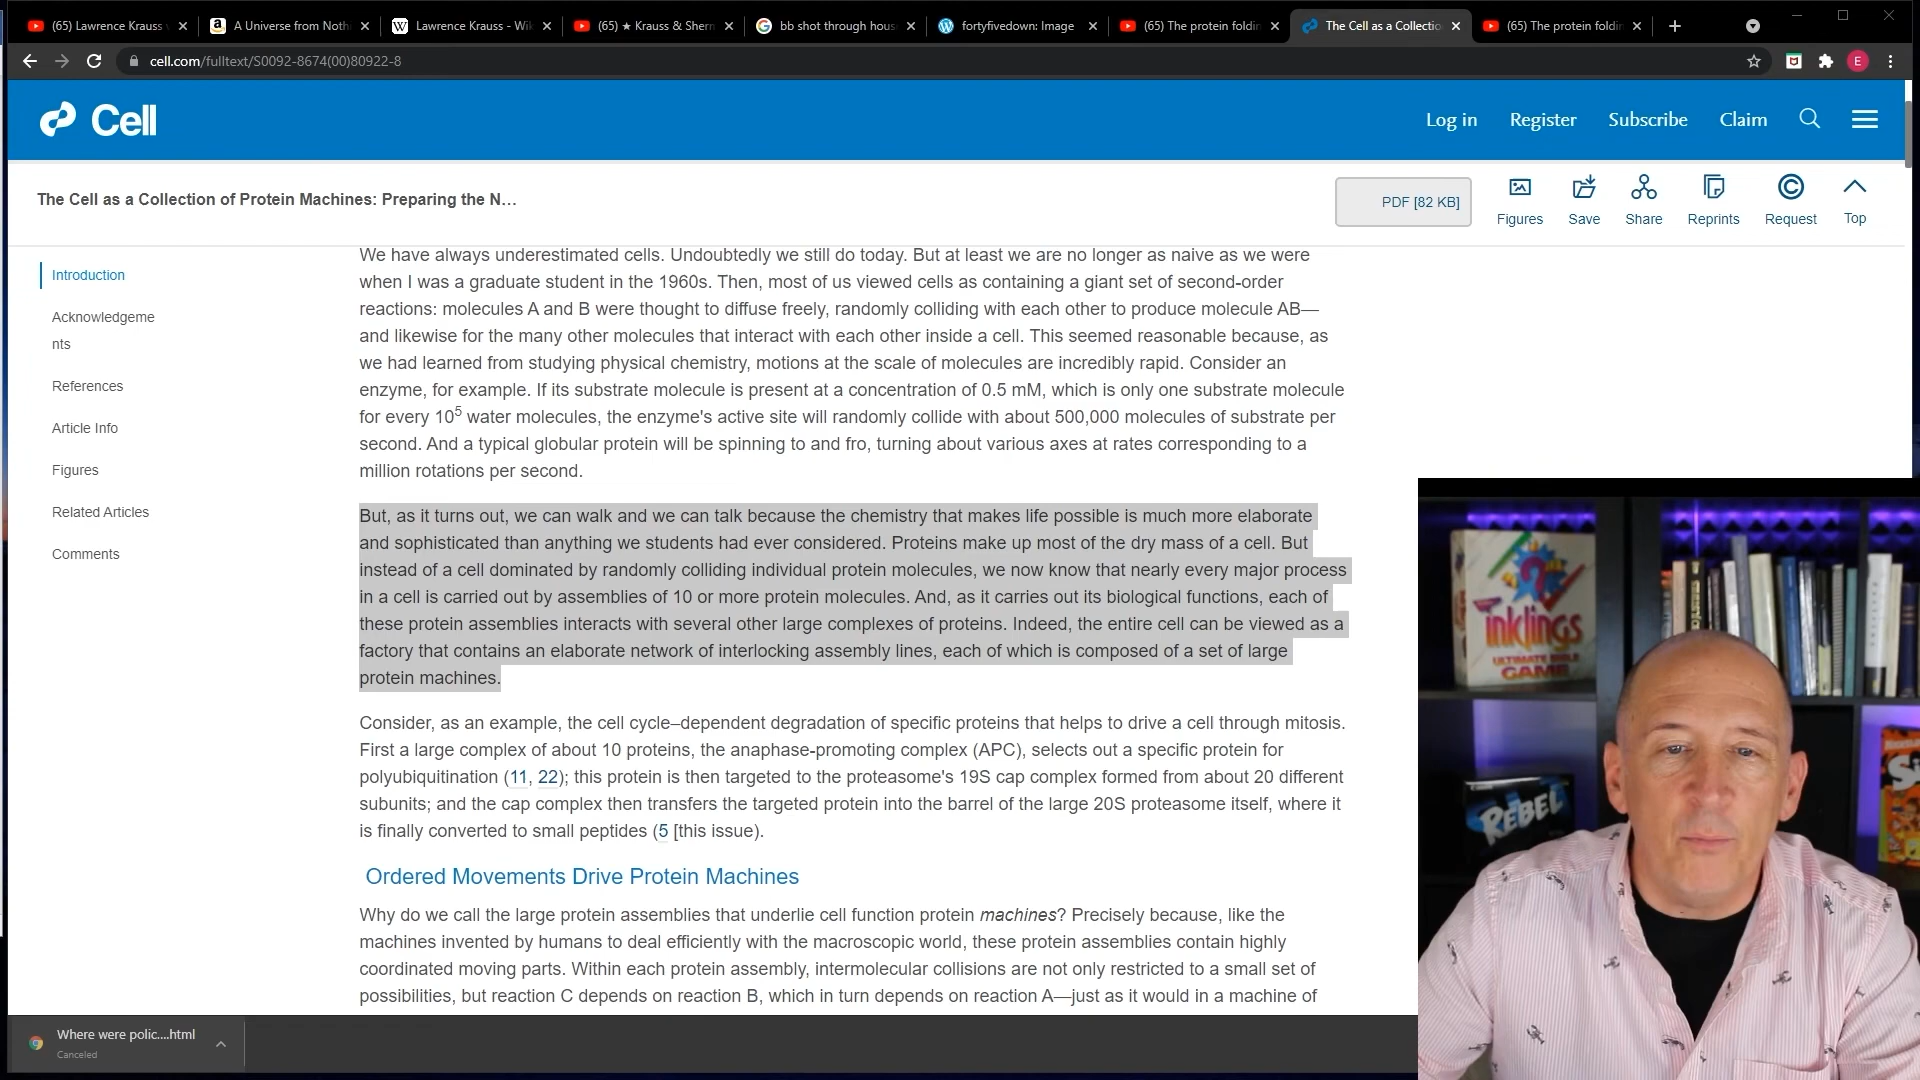 (65) Lawrence Krauss
A Universe from Noth
Lawrence Krauss - Wik
(65) ★ Krauss & Sherm
bb shot through hous
fortyfivedown: Image
(65) The protein foldin
The Cell as a Collectio
(65) The protein foldin
cell.com/fulltext/S0092-8674(00)80922-8
E
Cell
Log in
Register
Subscribe
Claim
The Cell as a Collection of Protein Machines: Preparing the N...
PDF [82 KB]
Figures
Save
Share
Reprints
Request
Top
Introduction
Acknowledgeme
nts
References
Article Info
Figures
Related Articles
Comments
We have always underestimated cells. Undoubtedly we still do today. But at least we are no longer as naive as we were
when I was a graduate student in the 1960s. Then, most of us viewed cells as containing a giant set of second-order
reactions: molecules A and B were thought to diffuse freely, randomly colliding with each other to produce molecule AB—
and likewise for the many other molecules that interact with each other inside a cell. This seemed reasonable because, as
we had learned from studying physical chemistry, motions at the scale of molecules are incredibly rapid. Consider an
enzyme, for example. If its substrate molecule is present at a concentration of 0.5 mM, which is only one substrate molecule
for every 10⁵ water molecules, the enzyme's active site will randomly collide with about 500,000 molecules of substrate per
second. And a typical globular protein will be spinning to and fro, turning about various axes at rates corresponding to a
million rotations per second.
But, as it turns out, we can walk and we can talk because the chemistry that makes life possible is much more elaborate
and sophisticated than anything we students had ever considered. Proteins make up most of the dry mass of a cell. But
instead of a cell dominated by randomly colliding individual protein molecules, we now know that nearly every major process
in a cell is carried out by assemblies of 10 or more protein molecules. And, as it carries out its biological functions, each of
these protein assemblies interacts with several other large complexes of proteins. Indeed, the entire cell can be viewed as a
factory that contains an elaborate network of interlocking assembly lines, each of which is composed of a set of large
protein machines.
Consider, as an example, the cell cycle–dependent degradation of specific proteins that helps to drive a cell through mitosis.
First a large complex of about 10 proteins, the anaphase-promoting complex (APC), selects out a specific protein for
polyubiquitination (11, 22); this protein is then targeted to the proteasome's 19S cap complex formed from about 20 different
subunits; and the cap complex then transfers the targeted protein into the barrel of the large 20S proteasome itself, where it
is finally converted to small peptides (5 [this issue).
Ordered Movements Drive Protein Machines
Why do we call the large protein assemblies that underlie cell function protein machines? Precisely because, like the
machines invented by humans to deal efficiently with the macroscopic world, these protein assemblies contain highly
coordinated moving parts. Within each protein assembly, intermolecular collisions are not only restricted to a small set of
possibilities, but reaction C depends on reaction B, which in turn depends on reaction A—just as it would in a machine of
Where were polic....html
Canceled
inklings
ULTIMATE BIBLE
GAME
REBEL